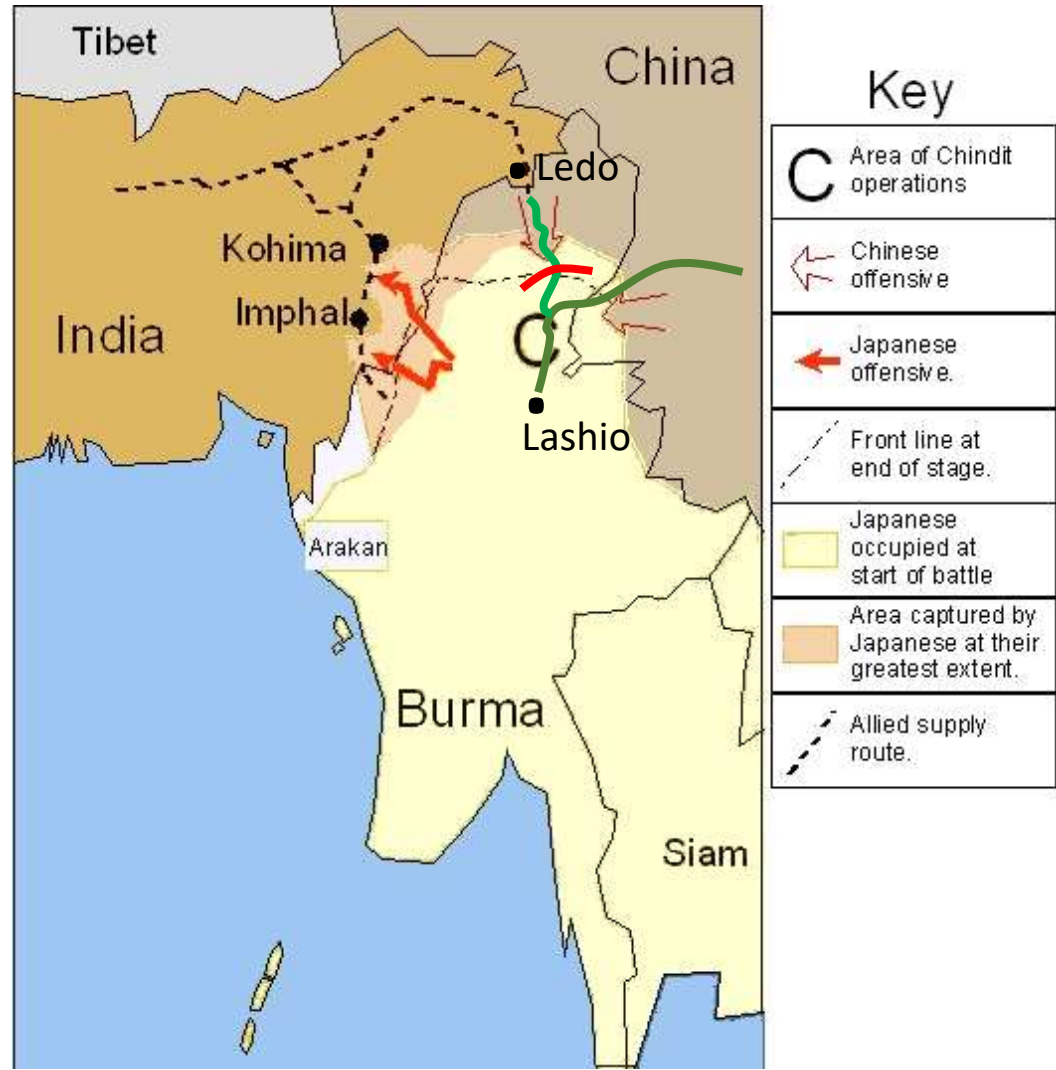 Tibet
China
Ledo
Kohima
Imphal
India
C
Lashio
Arakan
Burma
Siam
Key
C
Area of Chindit
operations
Chinese
offensive
Japanese
offensive.
Front line at
end of stage.
Japanese
occupied at
start of battle
Area captured by
Japanese at their
greatest extent.
Allied supply
route.